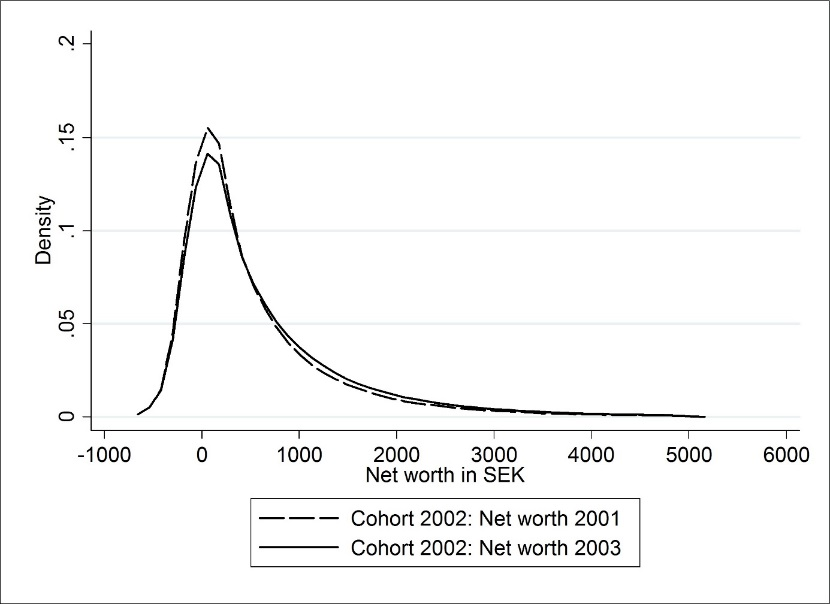 .2
.15
.1
.05
0
Density
-1000 0 1000 2000 3000 4000 5000 6000
Net worth in SEK
Cohort 2002: Net worth 2001
Cohort 2002: Net worth 2003